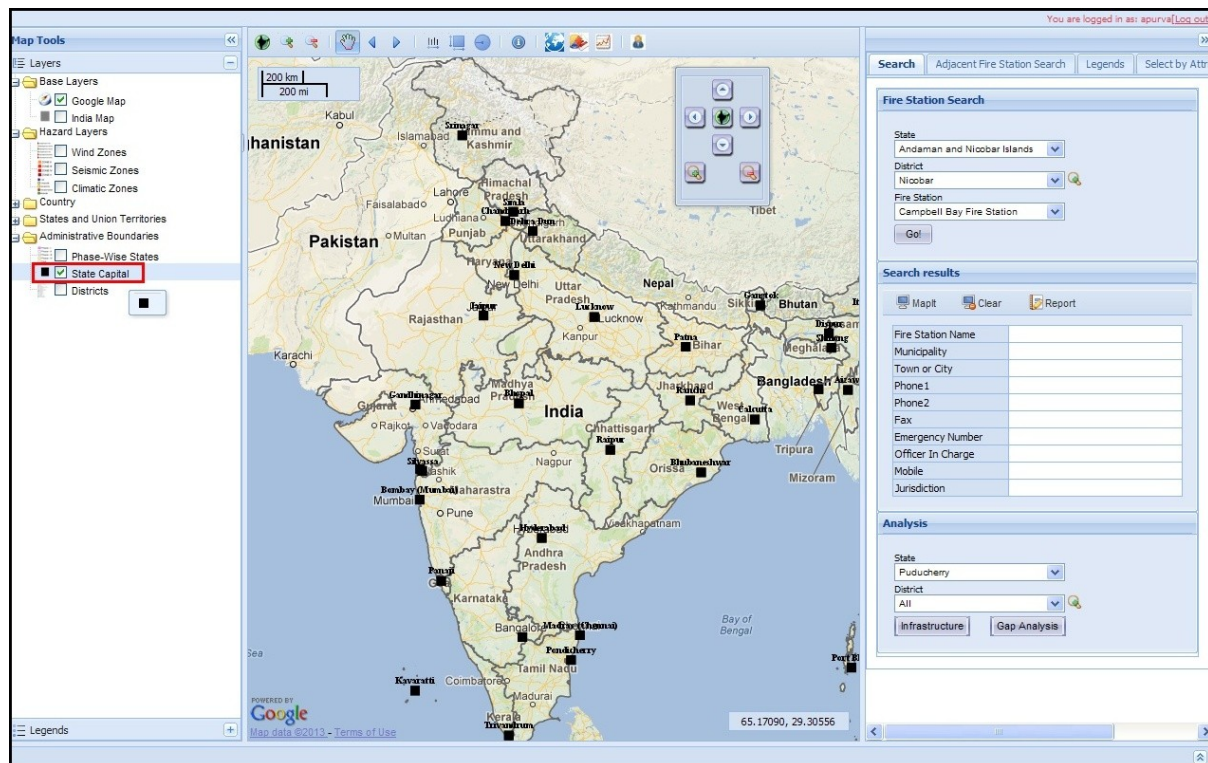 You are logged in as: apurva[Log out
Map Tools
Layers
Base Layers
Google Map
India Map
Hazard Layers
Wind Zones
Seismic Zones
Climatic Zones
Country
States and Union Territories
Administrative Boundaries
Phase-Wise States
State Capital
Districts
Legends
200 km
200 mi
Kabul
Islamabad
Srinagar
Jammu and
Kashmir
hanistan
Himachal
Pradesh
Lahore
Faisalabad
Simla
Ludhiana
Dehra Dun
Tibet
Pakistan
Multan
Punjab
Uttarakhand
Haryana
New Delhi
New Delhi
Uttar
Pradesh
Nepal
Kathmandu
Sikkim
Gangtok
Bhutan
Jaipur
Rajasthan
Lucknow
Lucknow
Kanpur
Patna
Bihar
Dispur
Shillong
Meghalaya
Karachi
Gandhinagar
Ahmedabad
Gujarat
Madhya
Pradesh
Bhopal
Jharkhand
Ranchi
Bangladesh
India
West
Bengal
Calcutta
Rajkot
Vadodara
Chhattisgarh
Raipur
Surat
Silvassa
Nashik
Nagpur
Tripura
Orissa
Bhubaneshwar
Mizoram
Bombay (Mumbai)
Maharastra
Mumbai
Pune
Hyderabad
Visakhapatnam
Andhra
Pradesh
Panaji
Karnataka
Bay of
Bengal
Bangalore
Madras (Chennai)
Pondicherry
Port Bl
Sea
Tamil Nadu
Kavaratti
Coimbatore
Madurai
Kerala
Trivandrum
POWERED BY
Google
Map data ©2013 - Terms of Use
65.17090, 29.30556
Search
Adjacent Fire Station Search
Legends
Select by Attr
Fire Station Search
State
Andaman and Nicobar Islands
District
Nicobar
Fire Station
Campbell Bay Fire Station
Go!
Search results
MapIt
Clear
Report
Fire Station Name
Municipality
Town or City
Phone1
Phone2
Fax
Emergency Number
Officer In Charge
Mobile
Jurisdiction
Analysis
State
Puducherry
District
All
Infrastructure
Gap Analysis